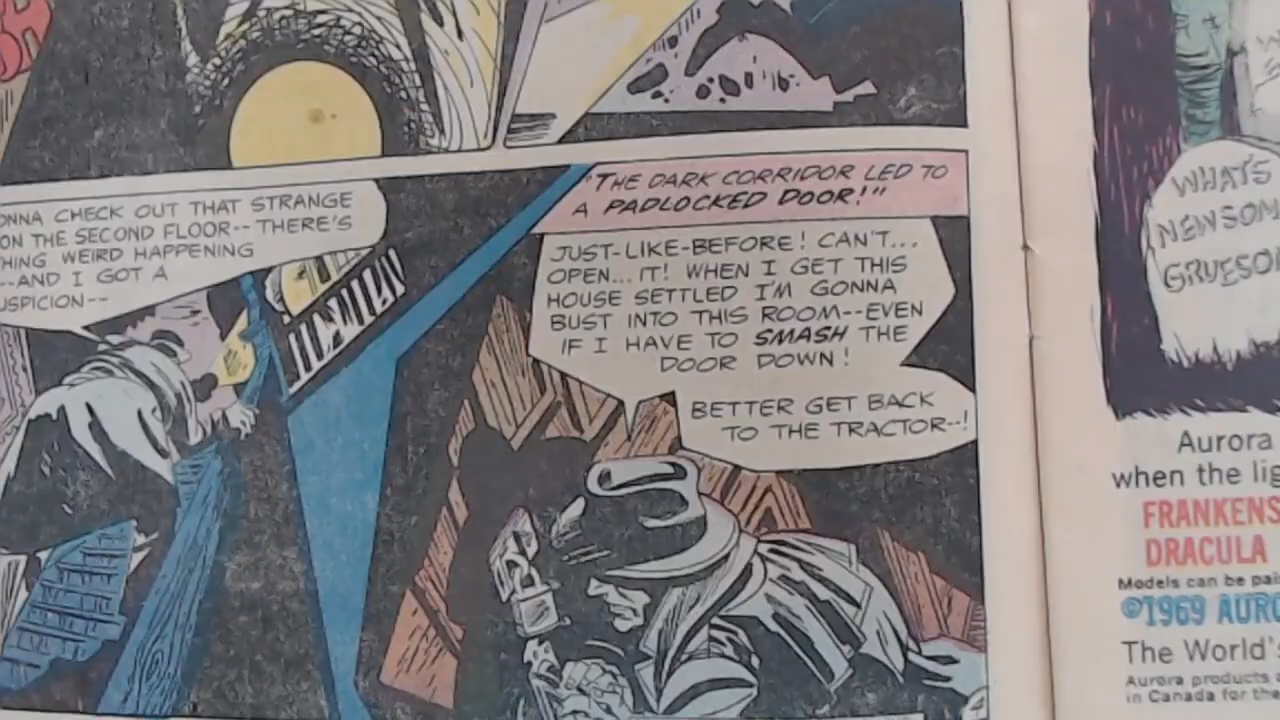 ONNA CHECK OUT THAT STRANGE
ON THE SECOND FLOOR--THERE'S
HING WEIRD HAPPENING
--AND I GOT A
USPICION--
"THE DARK CORRIDOR LED TO
A PADLOCKED DOOR!"
JUST-LIKE-BEFORE! CAN'T...
OPEN...IT! WHEN I GET THIS
HOUSE SETTLED I'M GONNA
BUST INTO THIS ROOM--EVEN
IF I HAVE TO SMASH THE
DOOR DOWN!
BETTER GET BACK
TO THE TRACTOR--!
WHAT'S
NEWSOM
GRUESO
Aurora
when the lig
FRANKENS
DRACULA
Models can be pai
©1969 AURO
The World's
Aurora products
in Canada for the